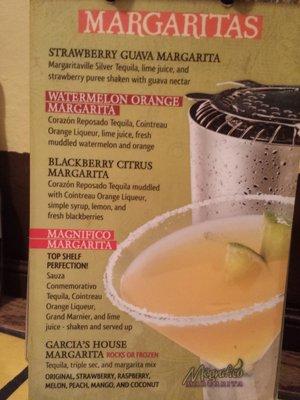 MARGARITAS
STRAWBERRY GUAVA MARGARITA
Margaritaville Silver Tequila, lime juice, and
strawberry puree shaken with guava nectar
WATERMELON ORANGE
MARGARITA
Corazón Reposado Tequila, Cointreau
Orange Liqueur, lime juice, fresh
muddled watermelon and orange
BLACKBERRY CITRUS
MARGARITA
Corazón Reposado Tequila muddled
with Cointreau Orange Liqueur,
simple syrup, lemon, and
fresh blackberries
MAGNIFICO
MARGARITA
TOP SHELF
PERFECTION!
Sauza
Conmemorativo
Tequila, Cointreau
Orange Liqueur,
Grand Marnier, and lime
juice - shaken and served up
GARCIA'S HOUSE
MARGARITA ROCKS OR FROZEN
Tequila, triple sec, and margarita mix
ORIGINAL, STRAWBERRY, RASPBERRY,
MELON, PEACH, MANGO, AND COCONUT
Magnifico
MARGARITA